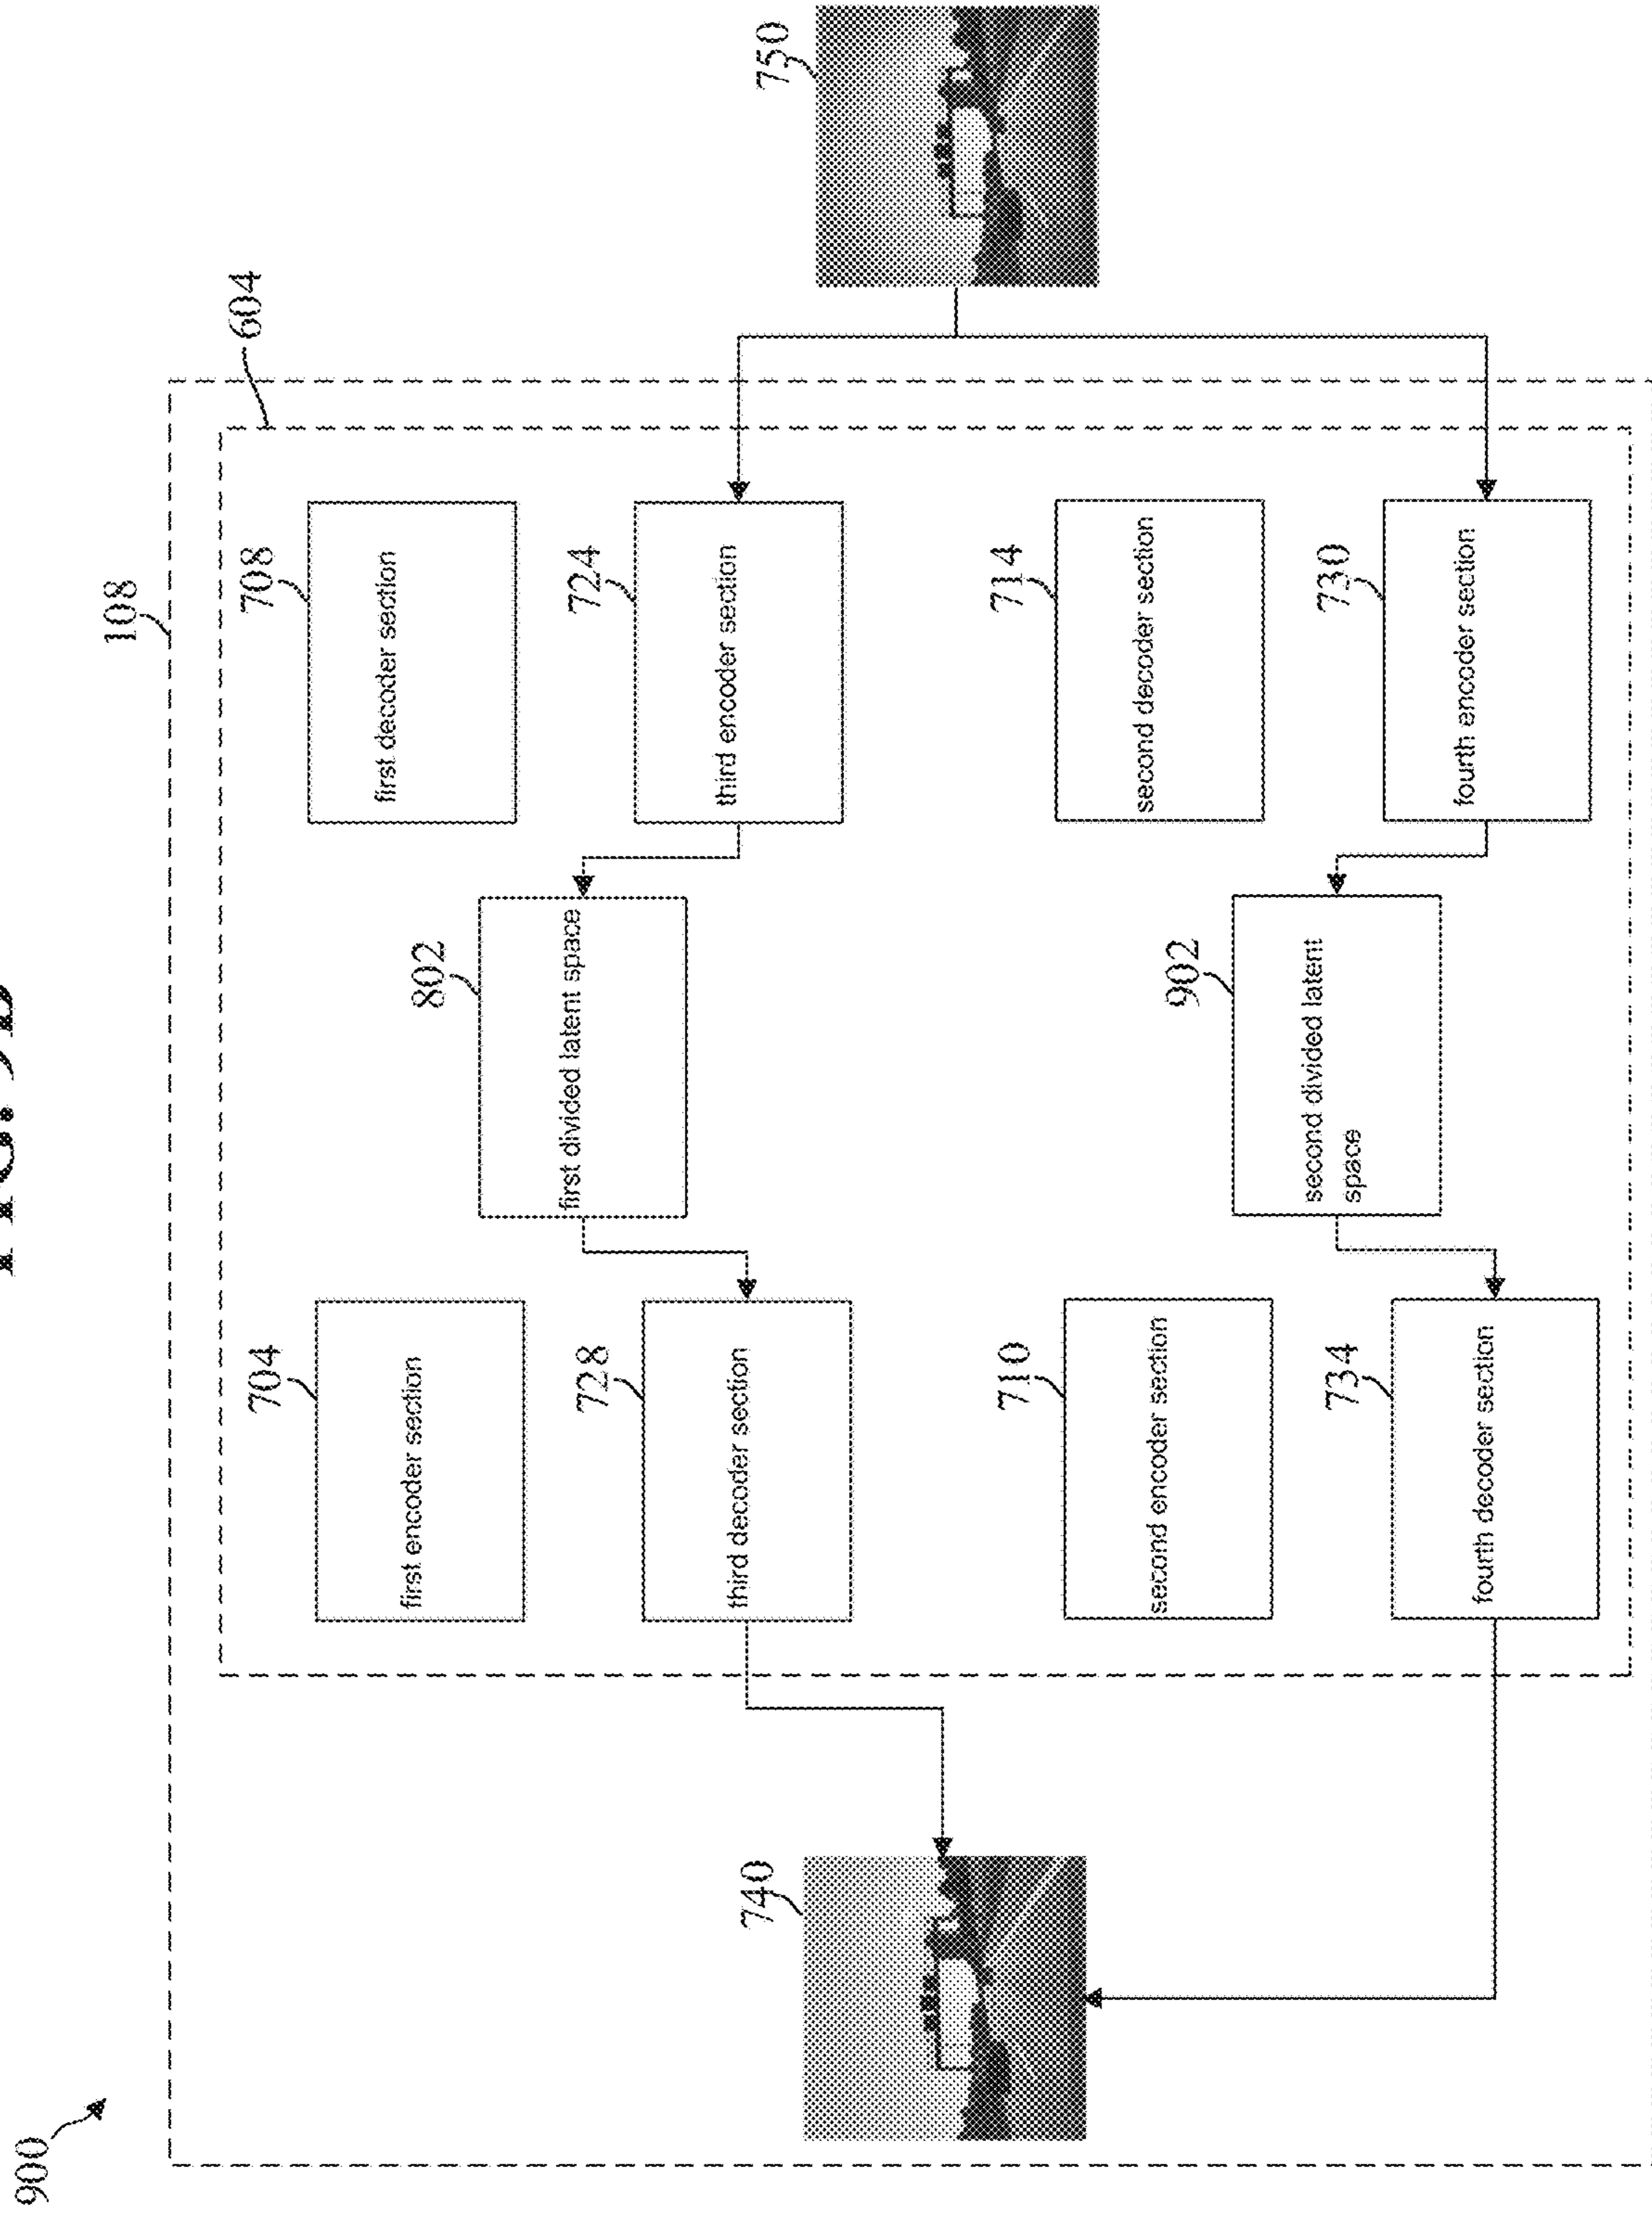 900
108
604
704
first encoder section
708
first decoder section
802
first divided latent space
728
third decoder section
724
third encoder section
740
750
710
second encoder section
714
second decoder section
902
second divided latent
space
734
fourth decoder section
730
fourth encoder section